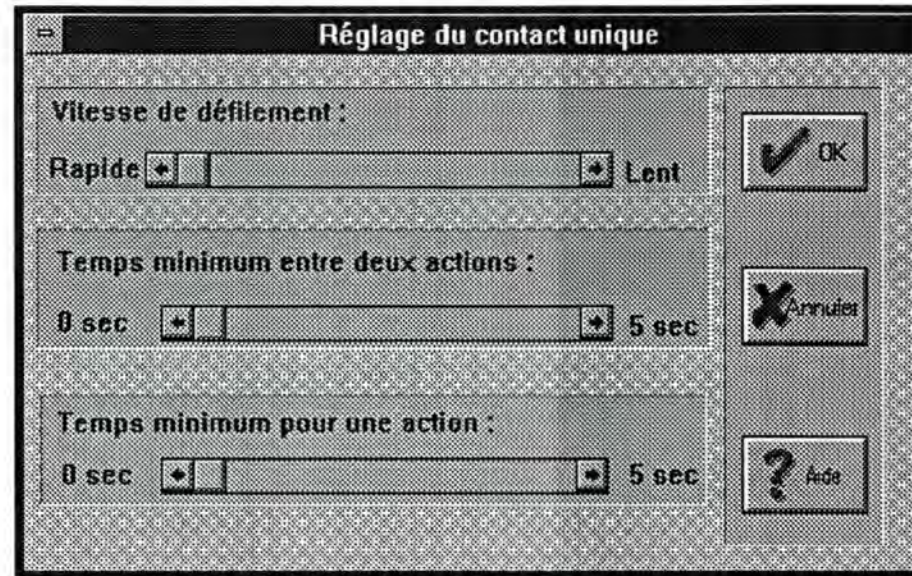 Réglage du contact unique
Vitesse de défilement :
Rapide
Lent
OK
Temps minimum entre deux actions :
0 sec
5 sec
Annuler
Temps minimum pour une action :
0 sec
5 sec
Aide